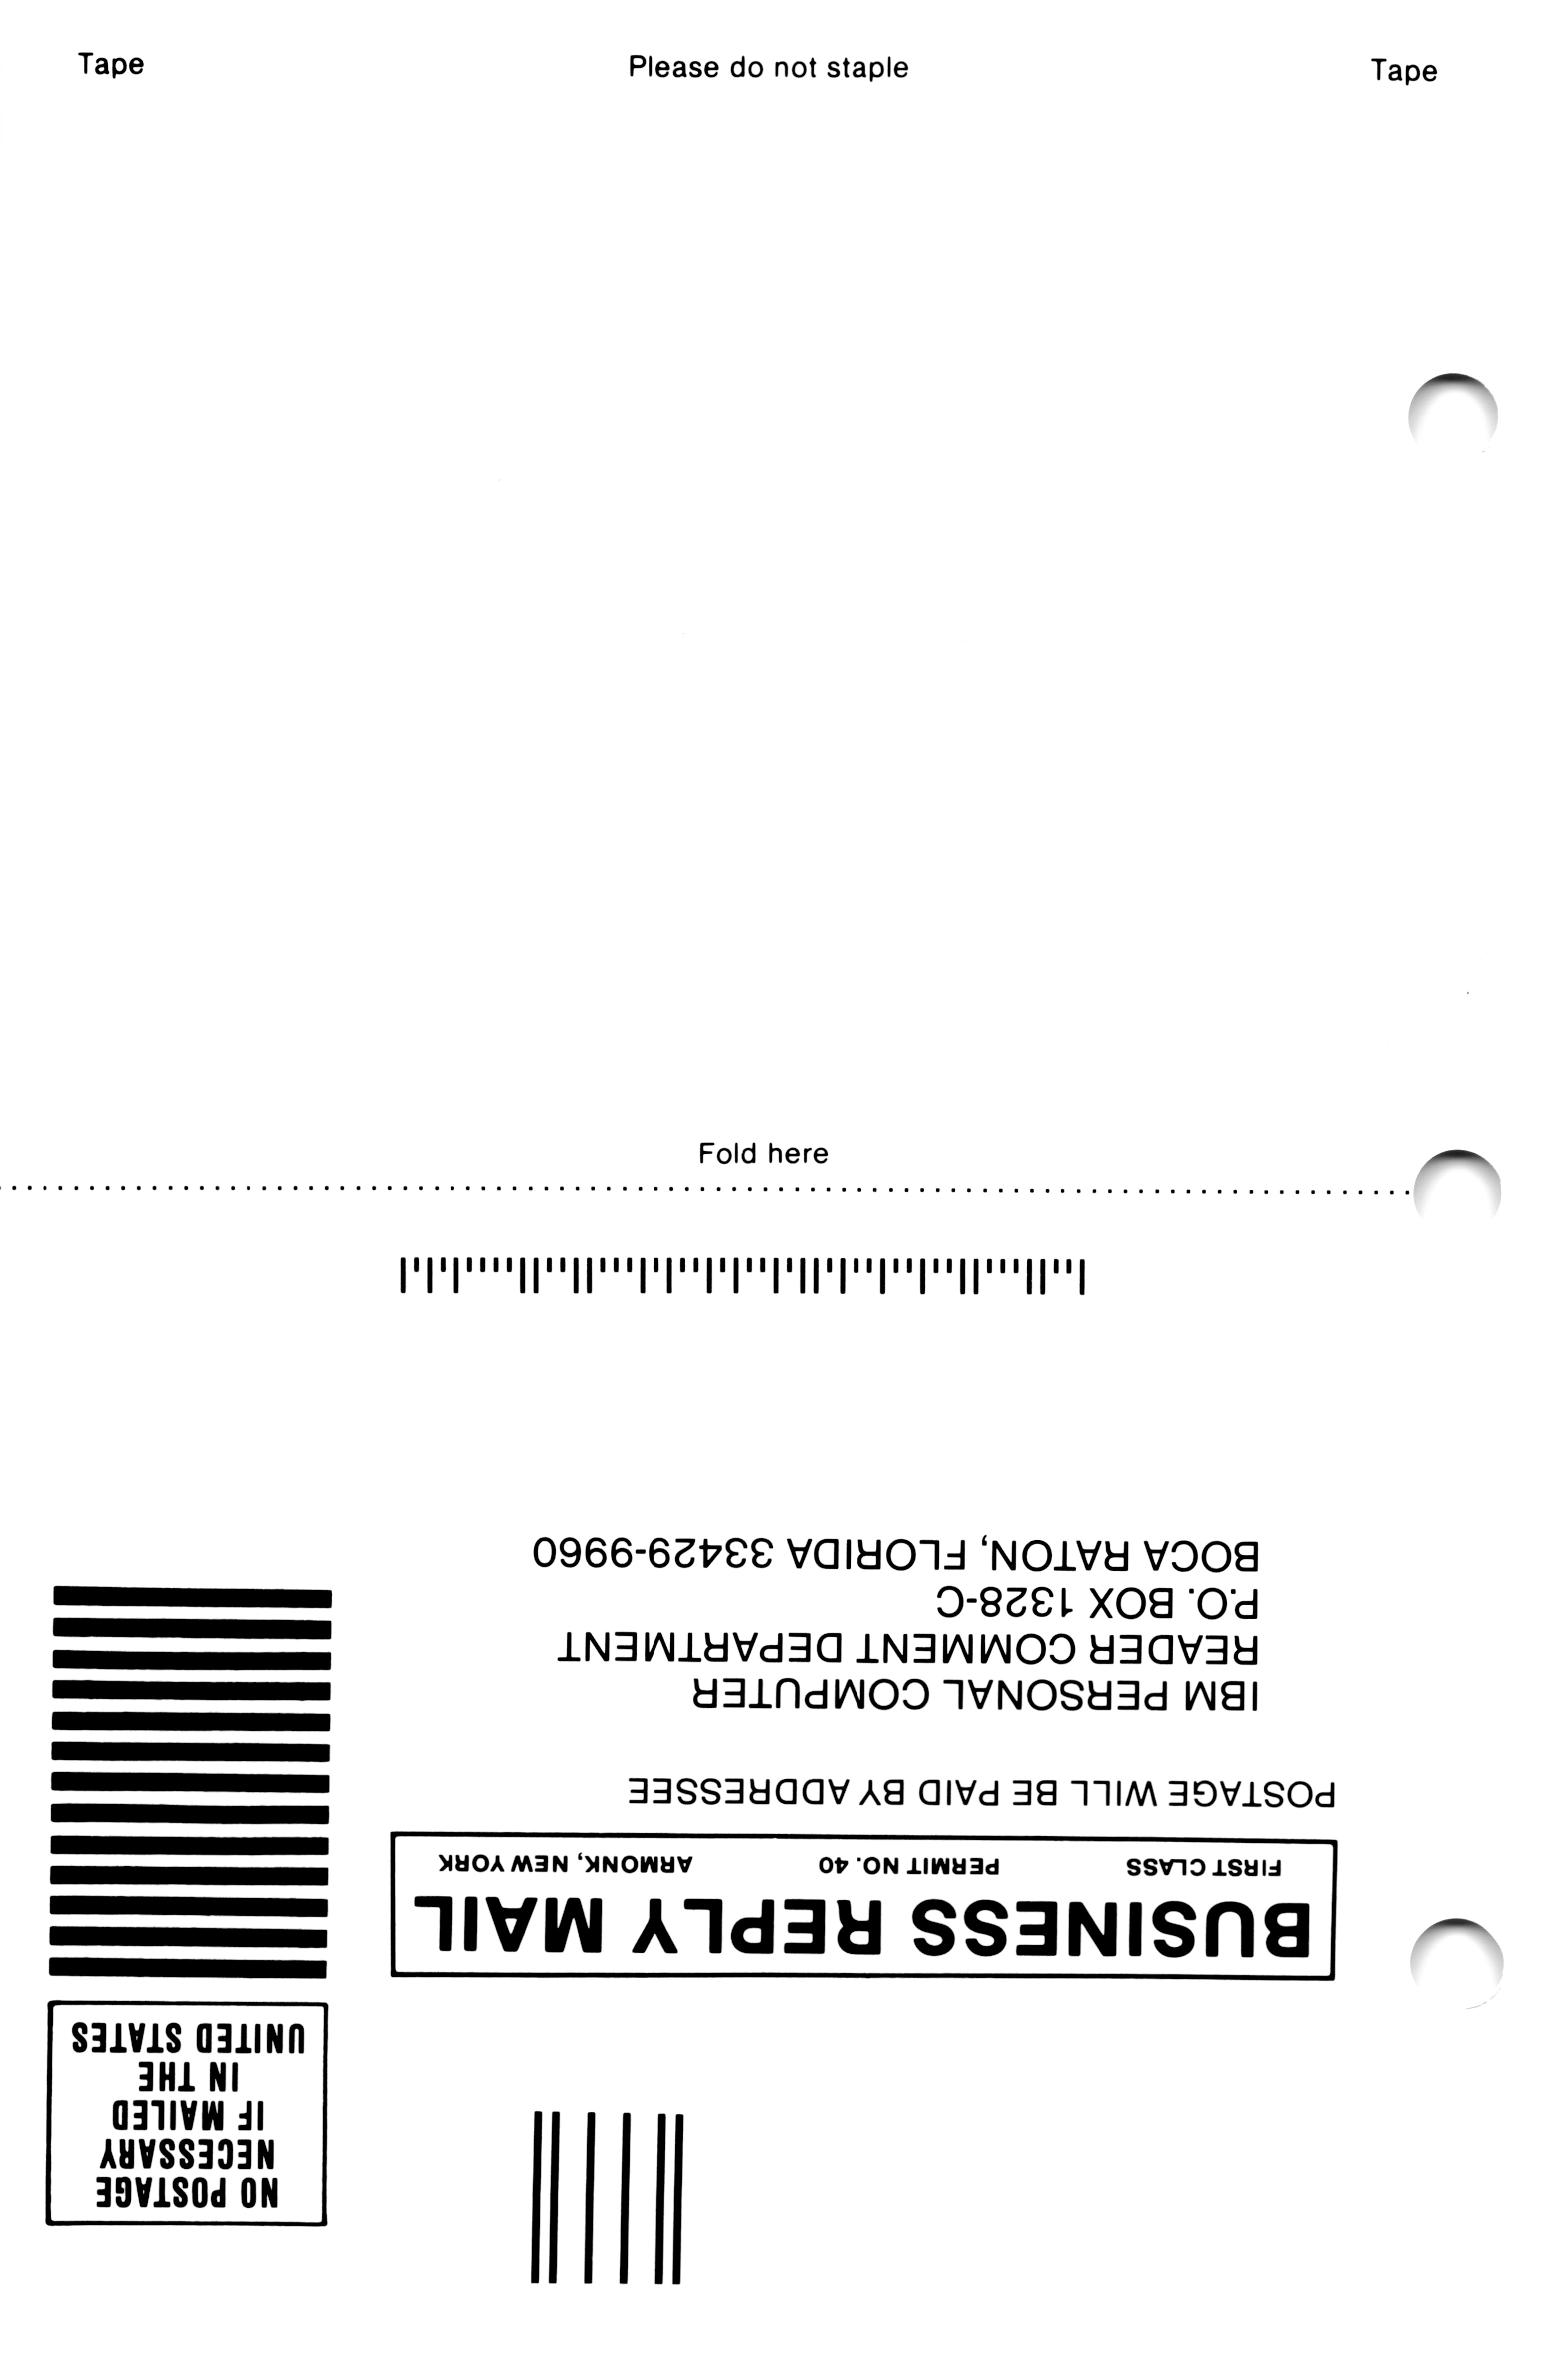 Tape Please do not staple Tape
Fold here
NO POSTAGE
NECESSARY
IF MAILED
IN THE
UNITED STATES
BUSINESS REPLY MAIL
FIRST CLASS PERMIT NO. 40 ARMONK, NEW YORK
POSTAGE WILL BE PAID BY ADDRESSEE
IBM PERSONAL COMPUTER
READER COMMENT DEPARTMENT
P.O. BOX 1328-C
BOCA RATON, FLORIDA 33429-9960